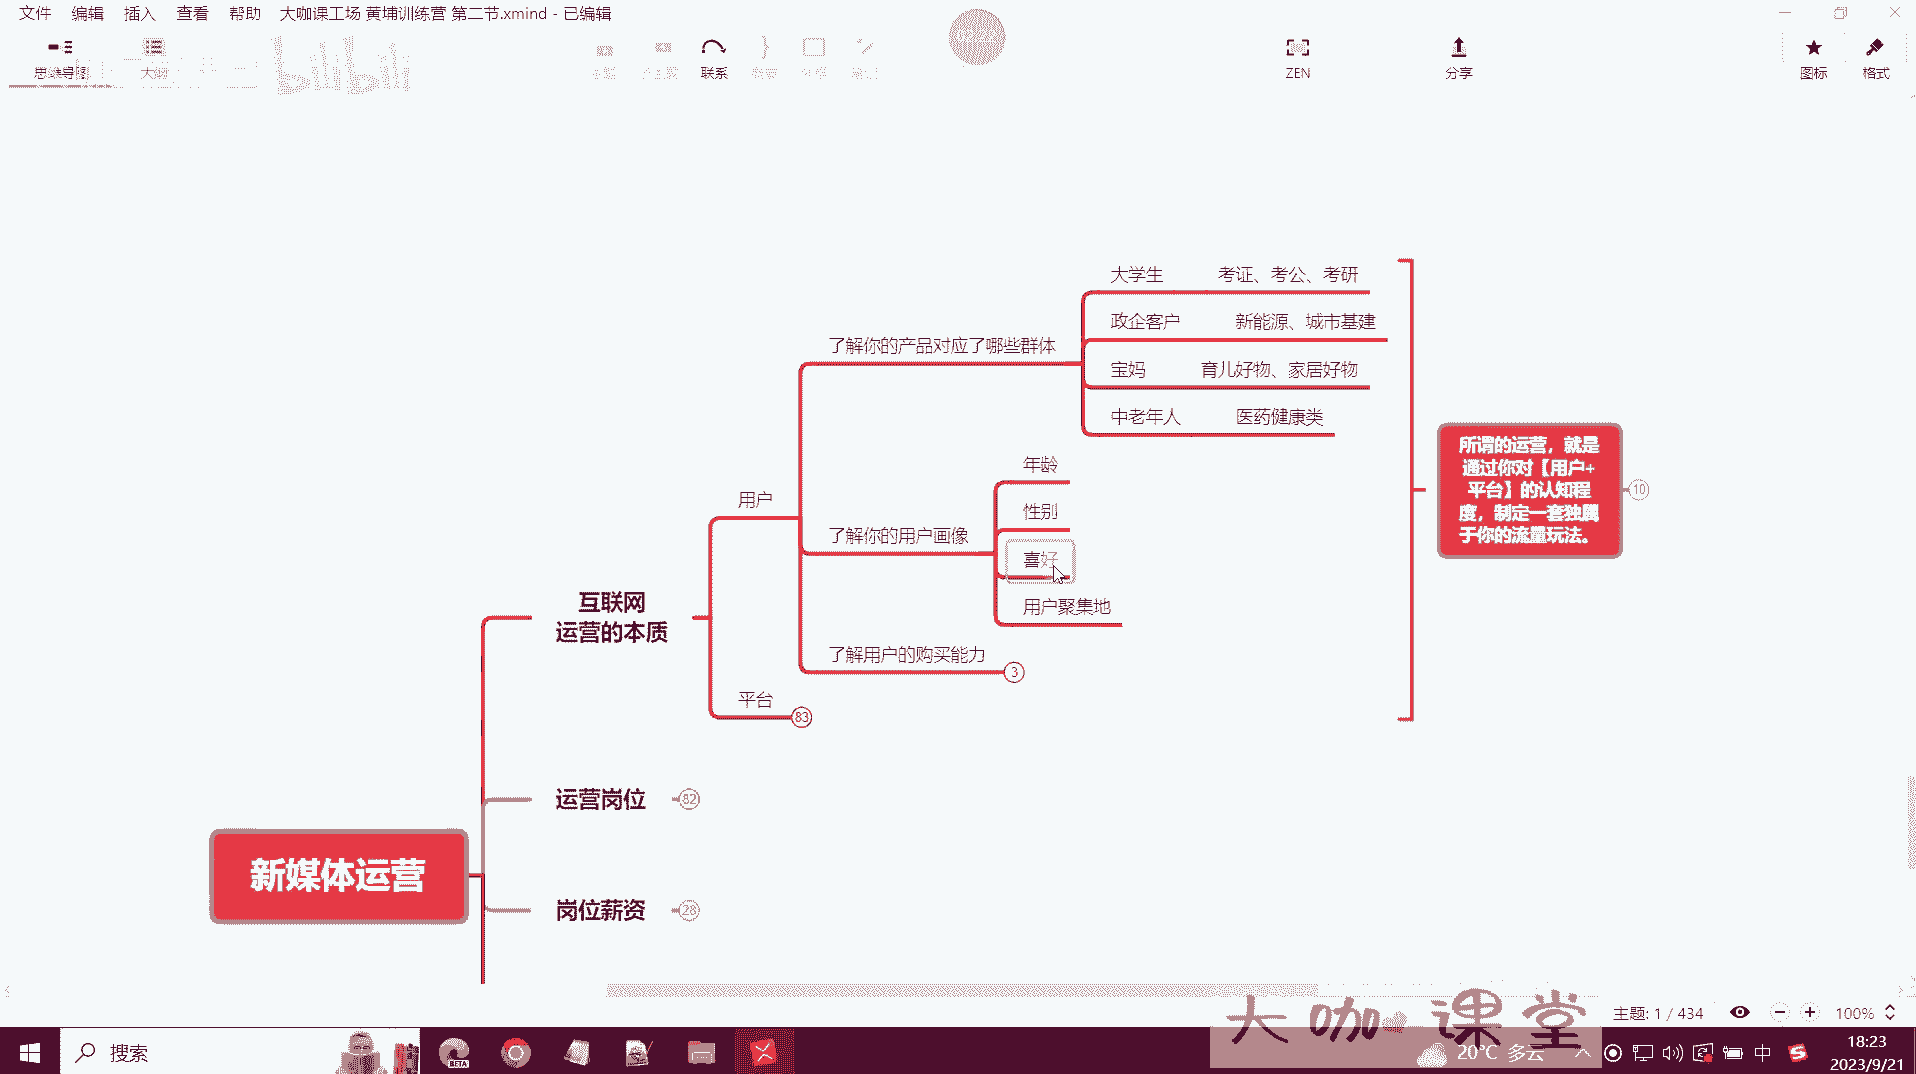 文件 编辑 插入 查看 帮助 大咖课工场 黄埔训练营 第二节.xmind - 已编辑
思维导图 大纲 bilibili 联系 ZEN 分享 图标 格式
大学生 考证、考公、考研
政企客户 新能源、城市基建
了解你的产品对应了哪些群体
宝妈 育儿好物、家居好物
中老年人 医药健康类
所谓的运营，就是
通过你对【用户+
平台】的认知程
度，制定一套独属
于你的流量玩法。
10
年龄
用户
性别
了解你的用户画像
喜好
用户聚集地
互联网
运营的本质
了解用户的购买能力 3
平台 83
运营岗位 82
新媒体运营
岗位薪资 28
大咖课堂
主题: 1 / 434 100%
搜索
BETA
20°C 多云
中
18:23
2023/9/21